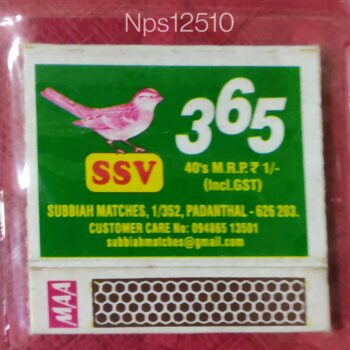 Nps12510
365
SSV
40's M.R.P.₹ 1/-
(Incl.GST)
SUBBIAH MATCHES, 1/352, PADANTHAL - 626 203.
CUSTOMER CARE No: 094865 13501
subbiahmatches@gmail.com
MAA